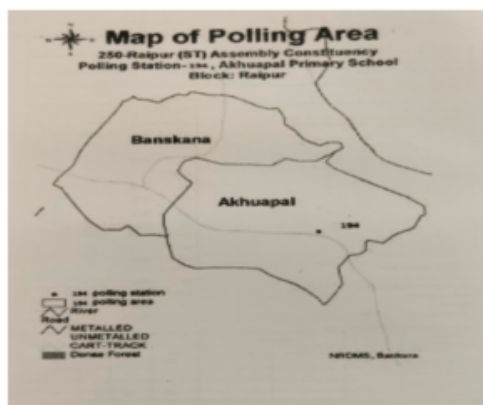 Map of Polling Area
250-Raipur (ST) Assembly Constituency
Polling Station- 194 , Akhuapal Primary School
Block: Raipur
Banskana
Akhuapal
194
194 polling station
194 polling area
River
Road
METALLED
UNMETALLED
CART-TRACK
Dense Forest
NRDMS, Bankura